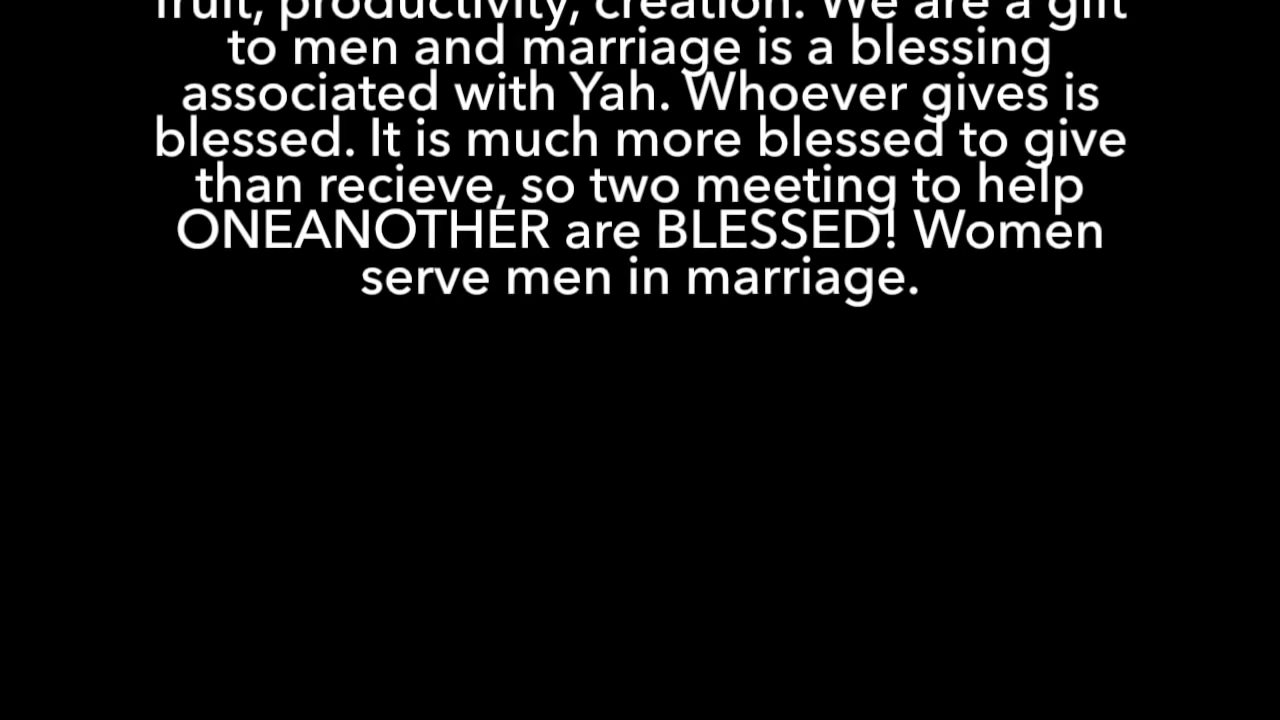 fruit, productivity, creation. We are a gift
to men and marriage is a blessing
associated with Yah. Whoever gives is
blessed. It is much more blessed to give
than recieve, so two meeting to help
ONEANOTHER are BLESSED! Women
serve men in marriage.